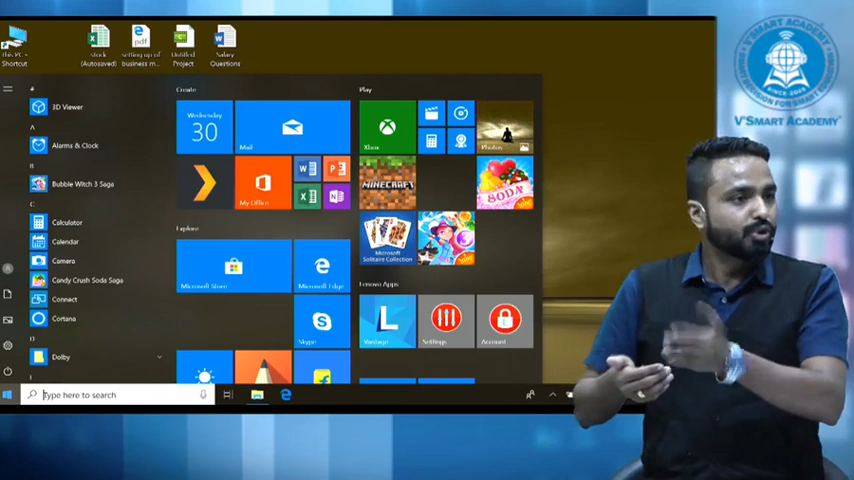 This PC - Shortcut
stock (Autosaved)
setting up of business m...
Untitled Project
Salary Questions
V'SMART ACADEMY
SINCE-2005
V'SMART ACADEMY
#
3D Viewer
A
Alarms & Clock
B
Bubble Witch 3 Saga
C
Calculator
Calendar
Camera
Candy Crush Soda Saga
Connect
Cortana
D
Dolby
Create
Wednesday
30
Mail
My Office
Explore
Microsoft Store
Microsoft Edge
Skype
Play
Xbox
Photos
MINECRAFT
SODA
Microsoft Solitaire Collection
Lenovo Apps
Vantage
Settings
Account
Type here to search